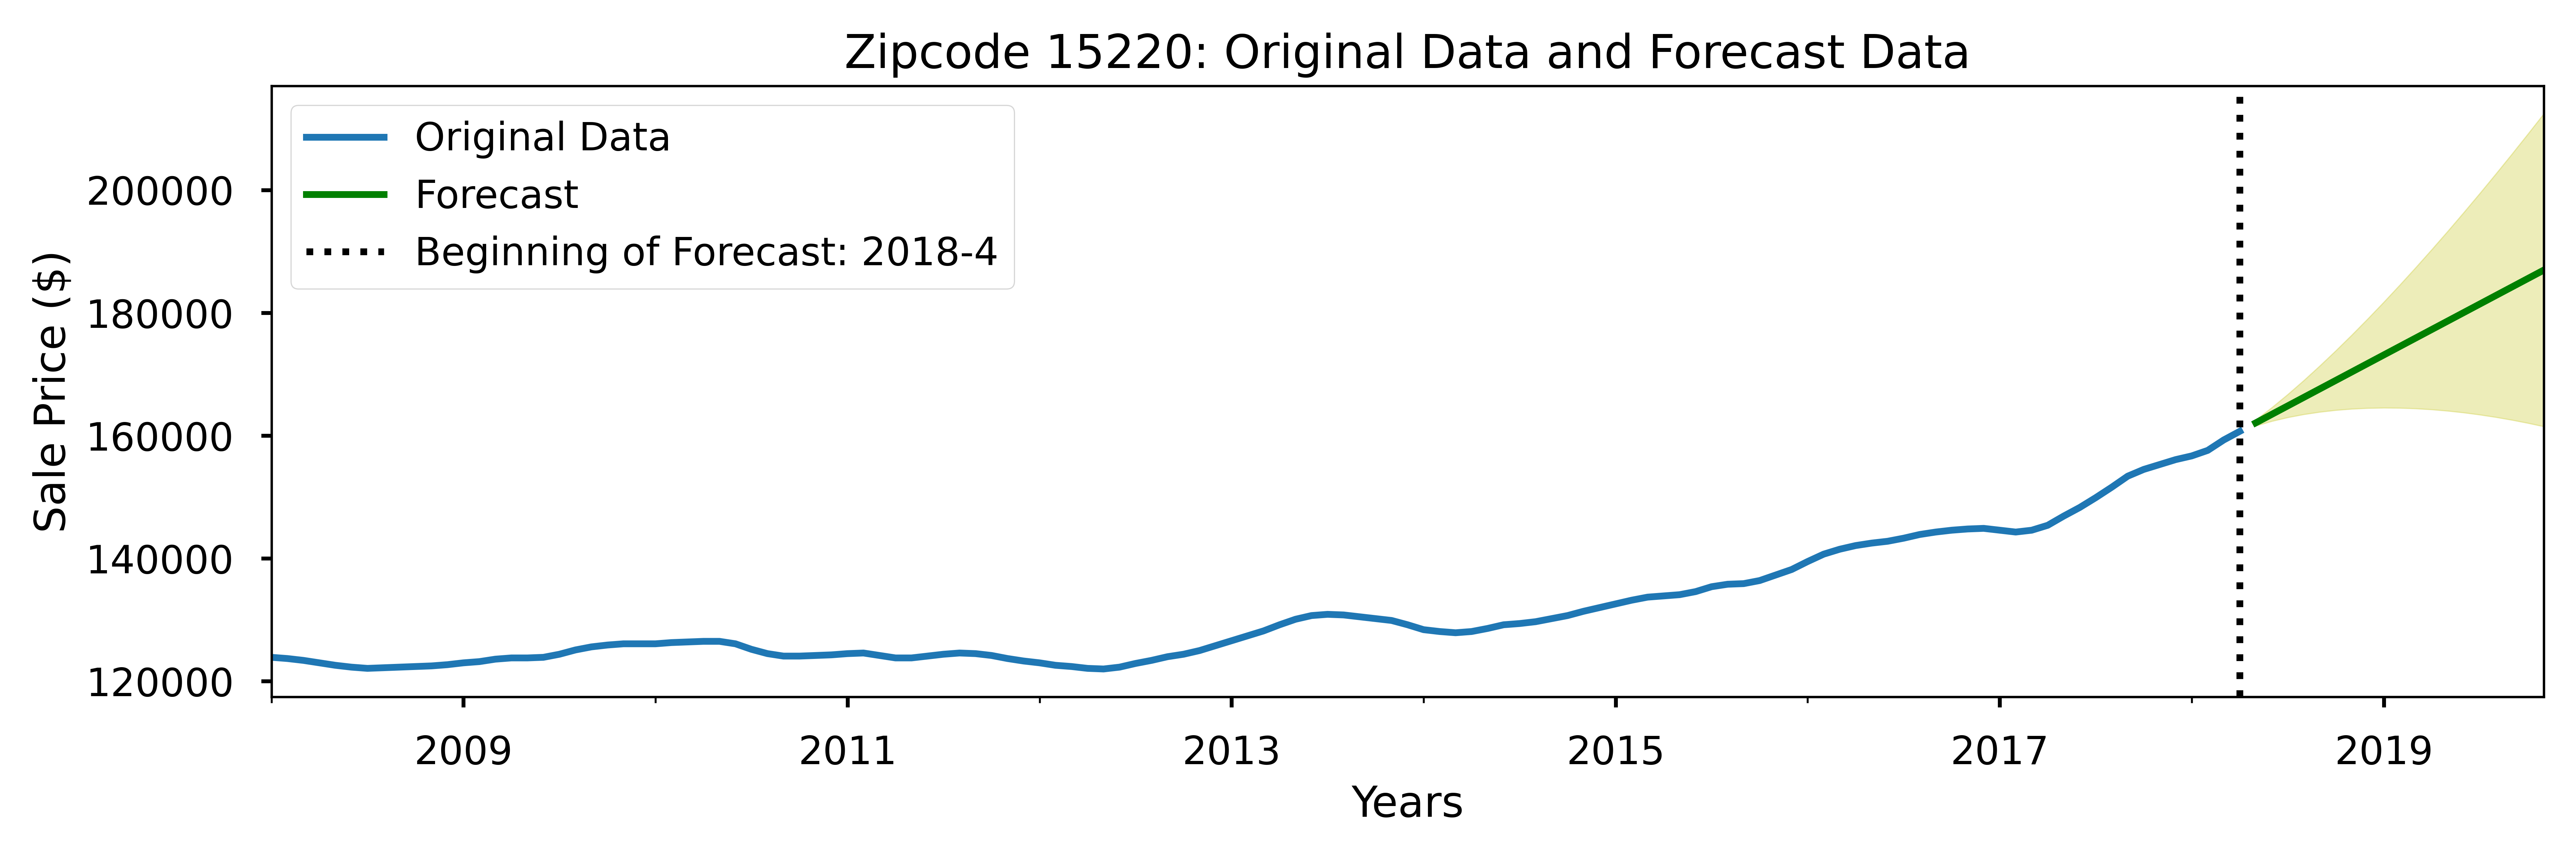 Zipcode 15220: Original Data and Forecast Data
Original Data
Forecast
Beginning of Forecast: 2018-4
Sale Price ($)
200000
180000
160000
140000
120000
2009 2011 2013 2015 2017 2019
Years